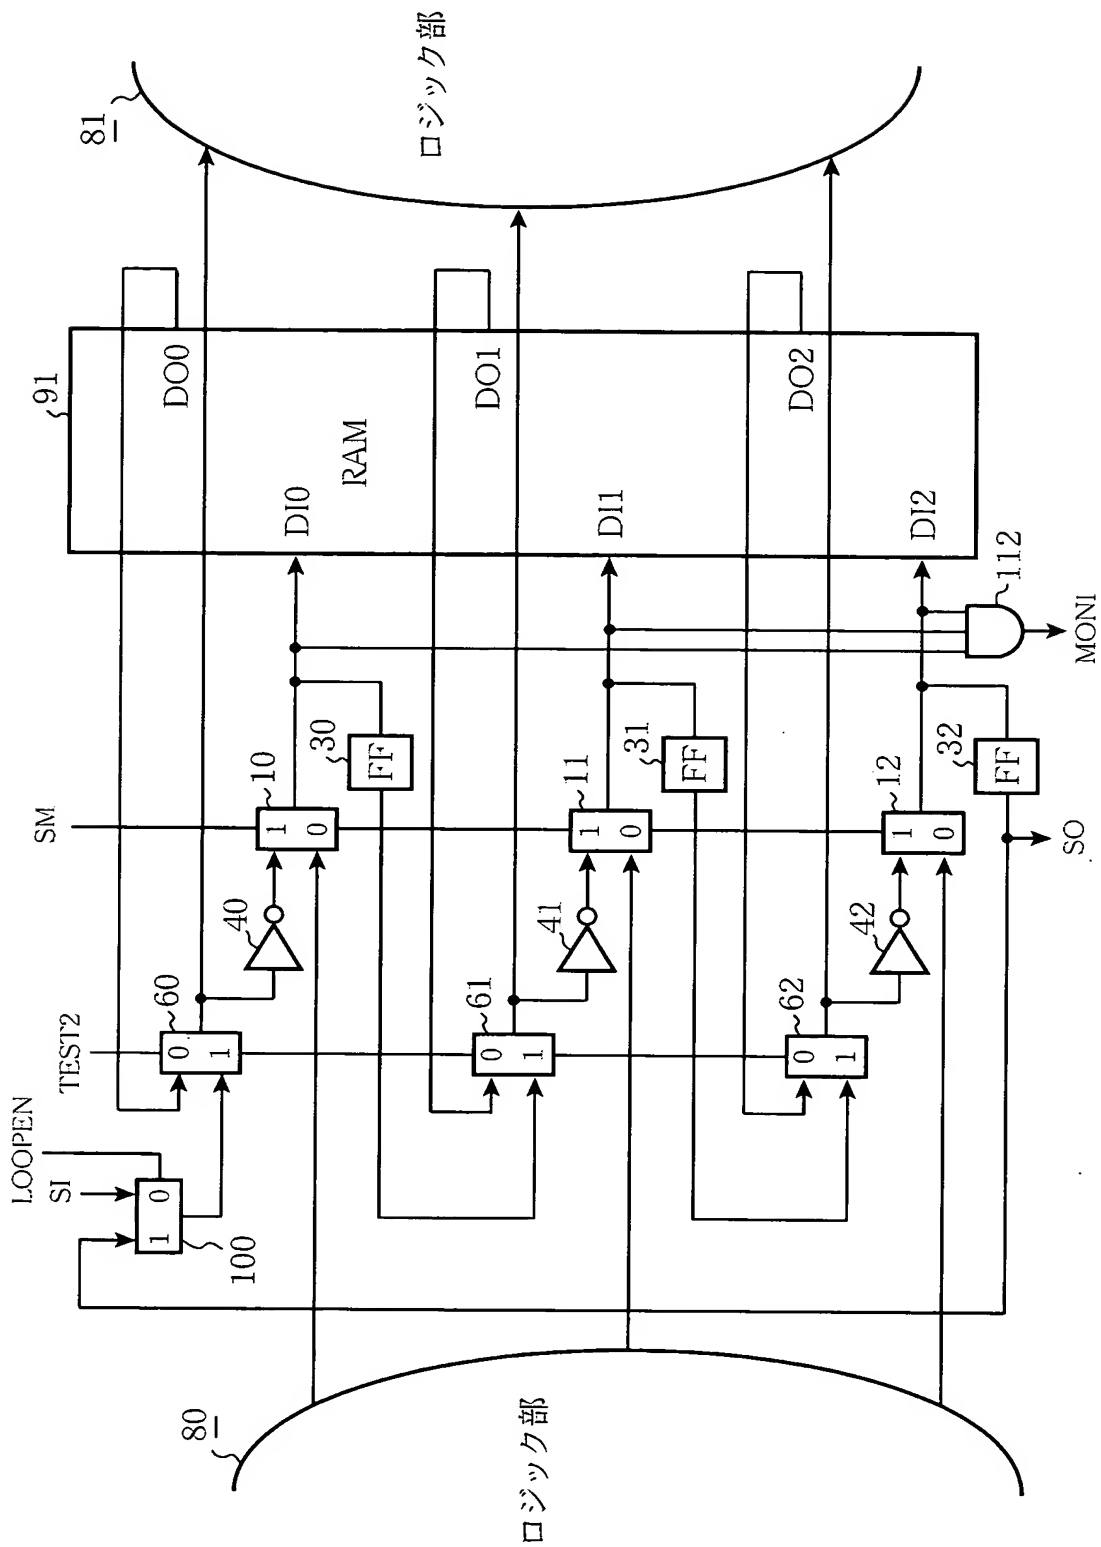 81
ロジック部
91
DO0
DO1
DO2
RAM
DI0
DI1
DI2
112
MONI
SM
10
1
0
30
FF
11
1
0
31
FF
12
1
0
32
FF
SO
40
41
42
TEST2
60
0
1
61
0
1
62
0
1
LOOPEN
SI
1
0
100
80
ロジック部